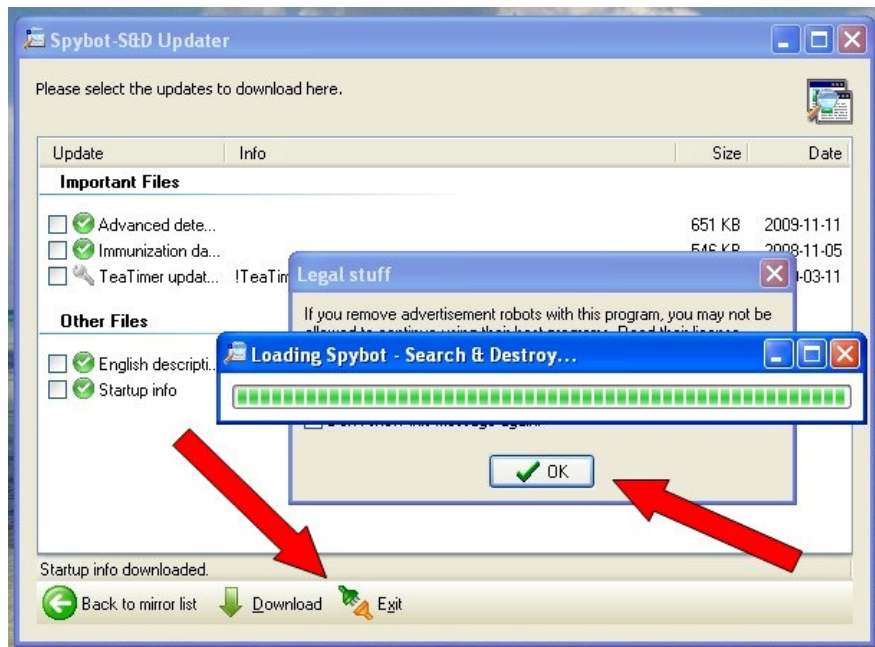 Spybot-S&D Updater
Please select the updates to download here.
Update Info Size Date
Important Files
Advanced dete... 651 KB 2009-11-11
Immunization da... 546 KB 2009-11-05
TeaTimer updat... !TeaTim -03-11
Legal stuff
If you remove advertisement robots with this program, you may not be
Other Files
Loading Spybot - Search & Destroy...
English descripti..
Startup info
OK
Startup info downloaded.
Back to mirror list Download Exit